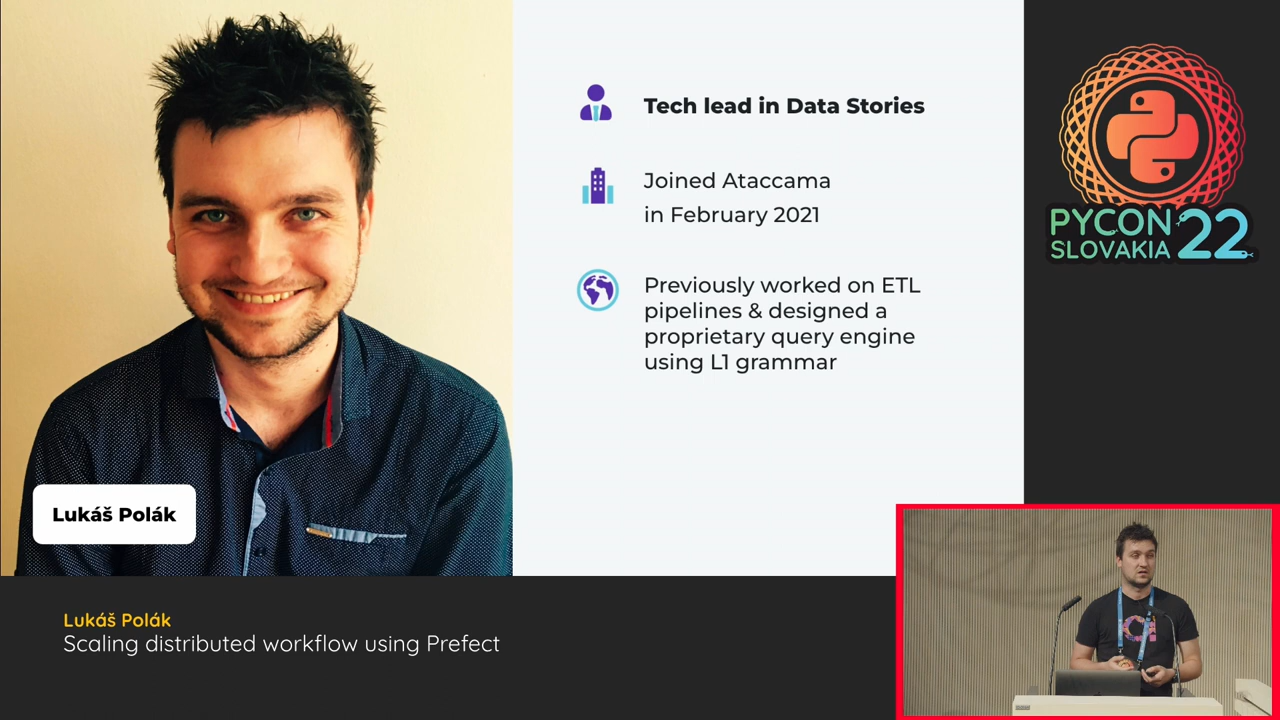 Tech lead in Data Stories
Joined Ataccama
in February 2021
Previously worked on ETL
pipelines & designed a
proprietary query engine
using L1 grammar
Lukáš Polák
PYCON
SLOVAKIA
22
Lukáš Polák
Scaling distributed workflow using Prefect